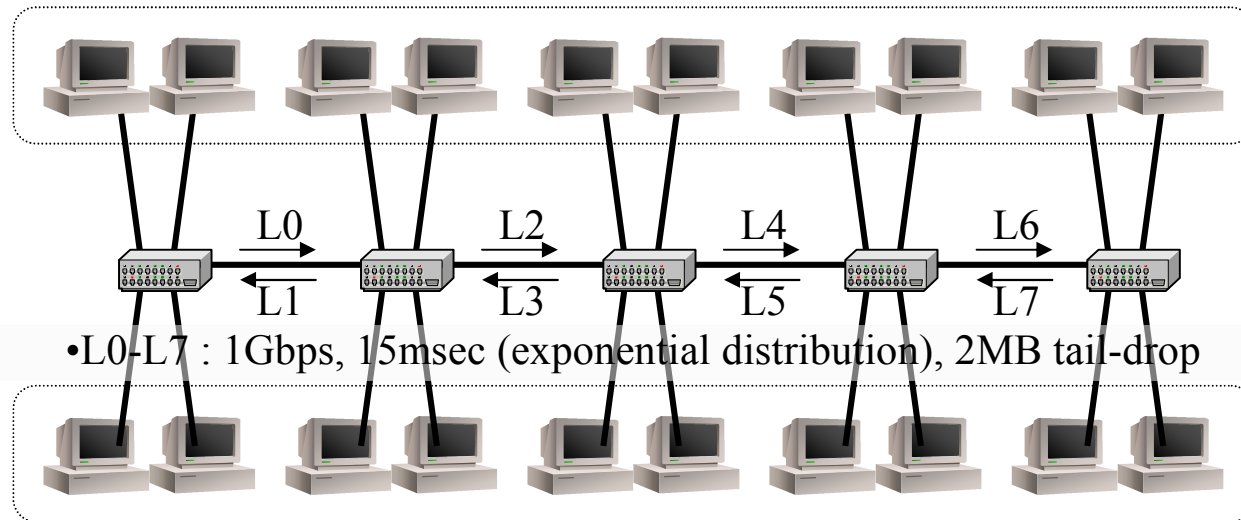 L0 L2 L4 L6
L1 L3 L5 L7
•L0-L7 : 1Gbps, 15msec (exponential distribution), 2MB tail-drop